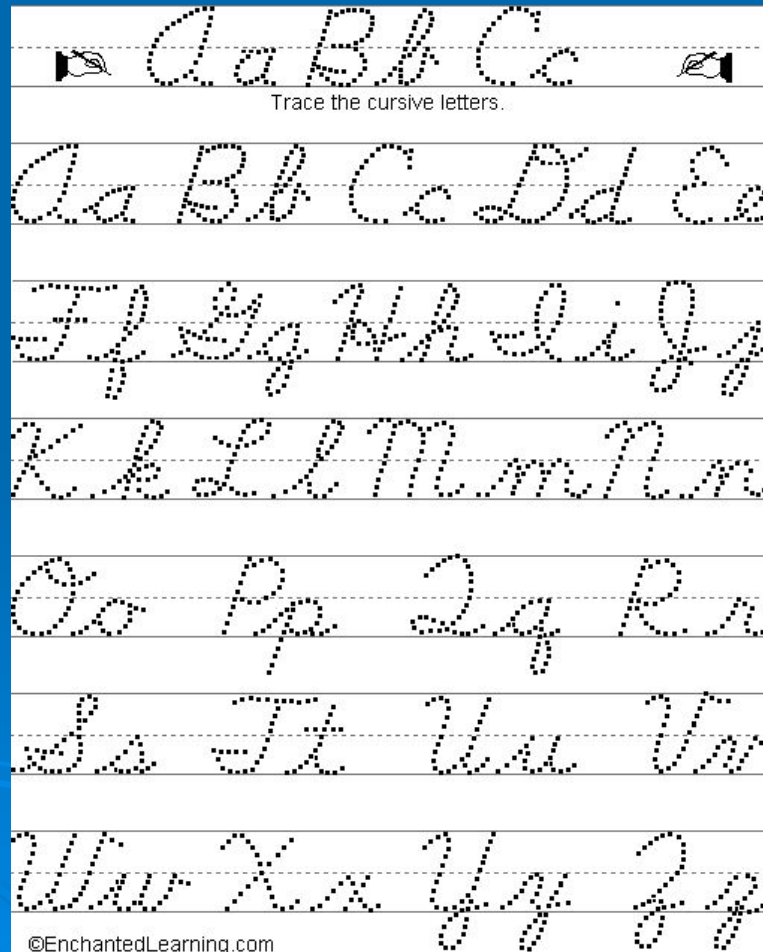 Aa Bb Cc
Trace the cursive letters.
Aa Bb Cc Dd Ee
Ff Gg Hh Ii Jj
Kk Ll Mm Nn
Oo Pp Qq Rr
Ss Tt Uu Vv
Ww Xx Yy Zz
©EnchantedLearning.com